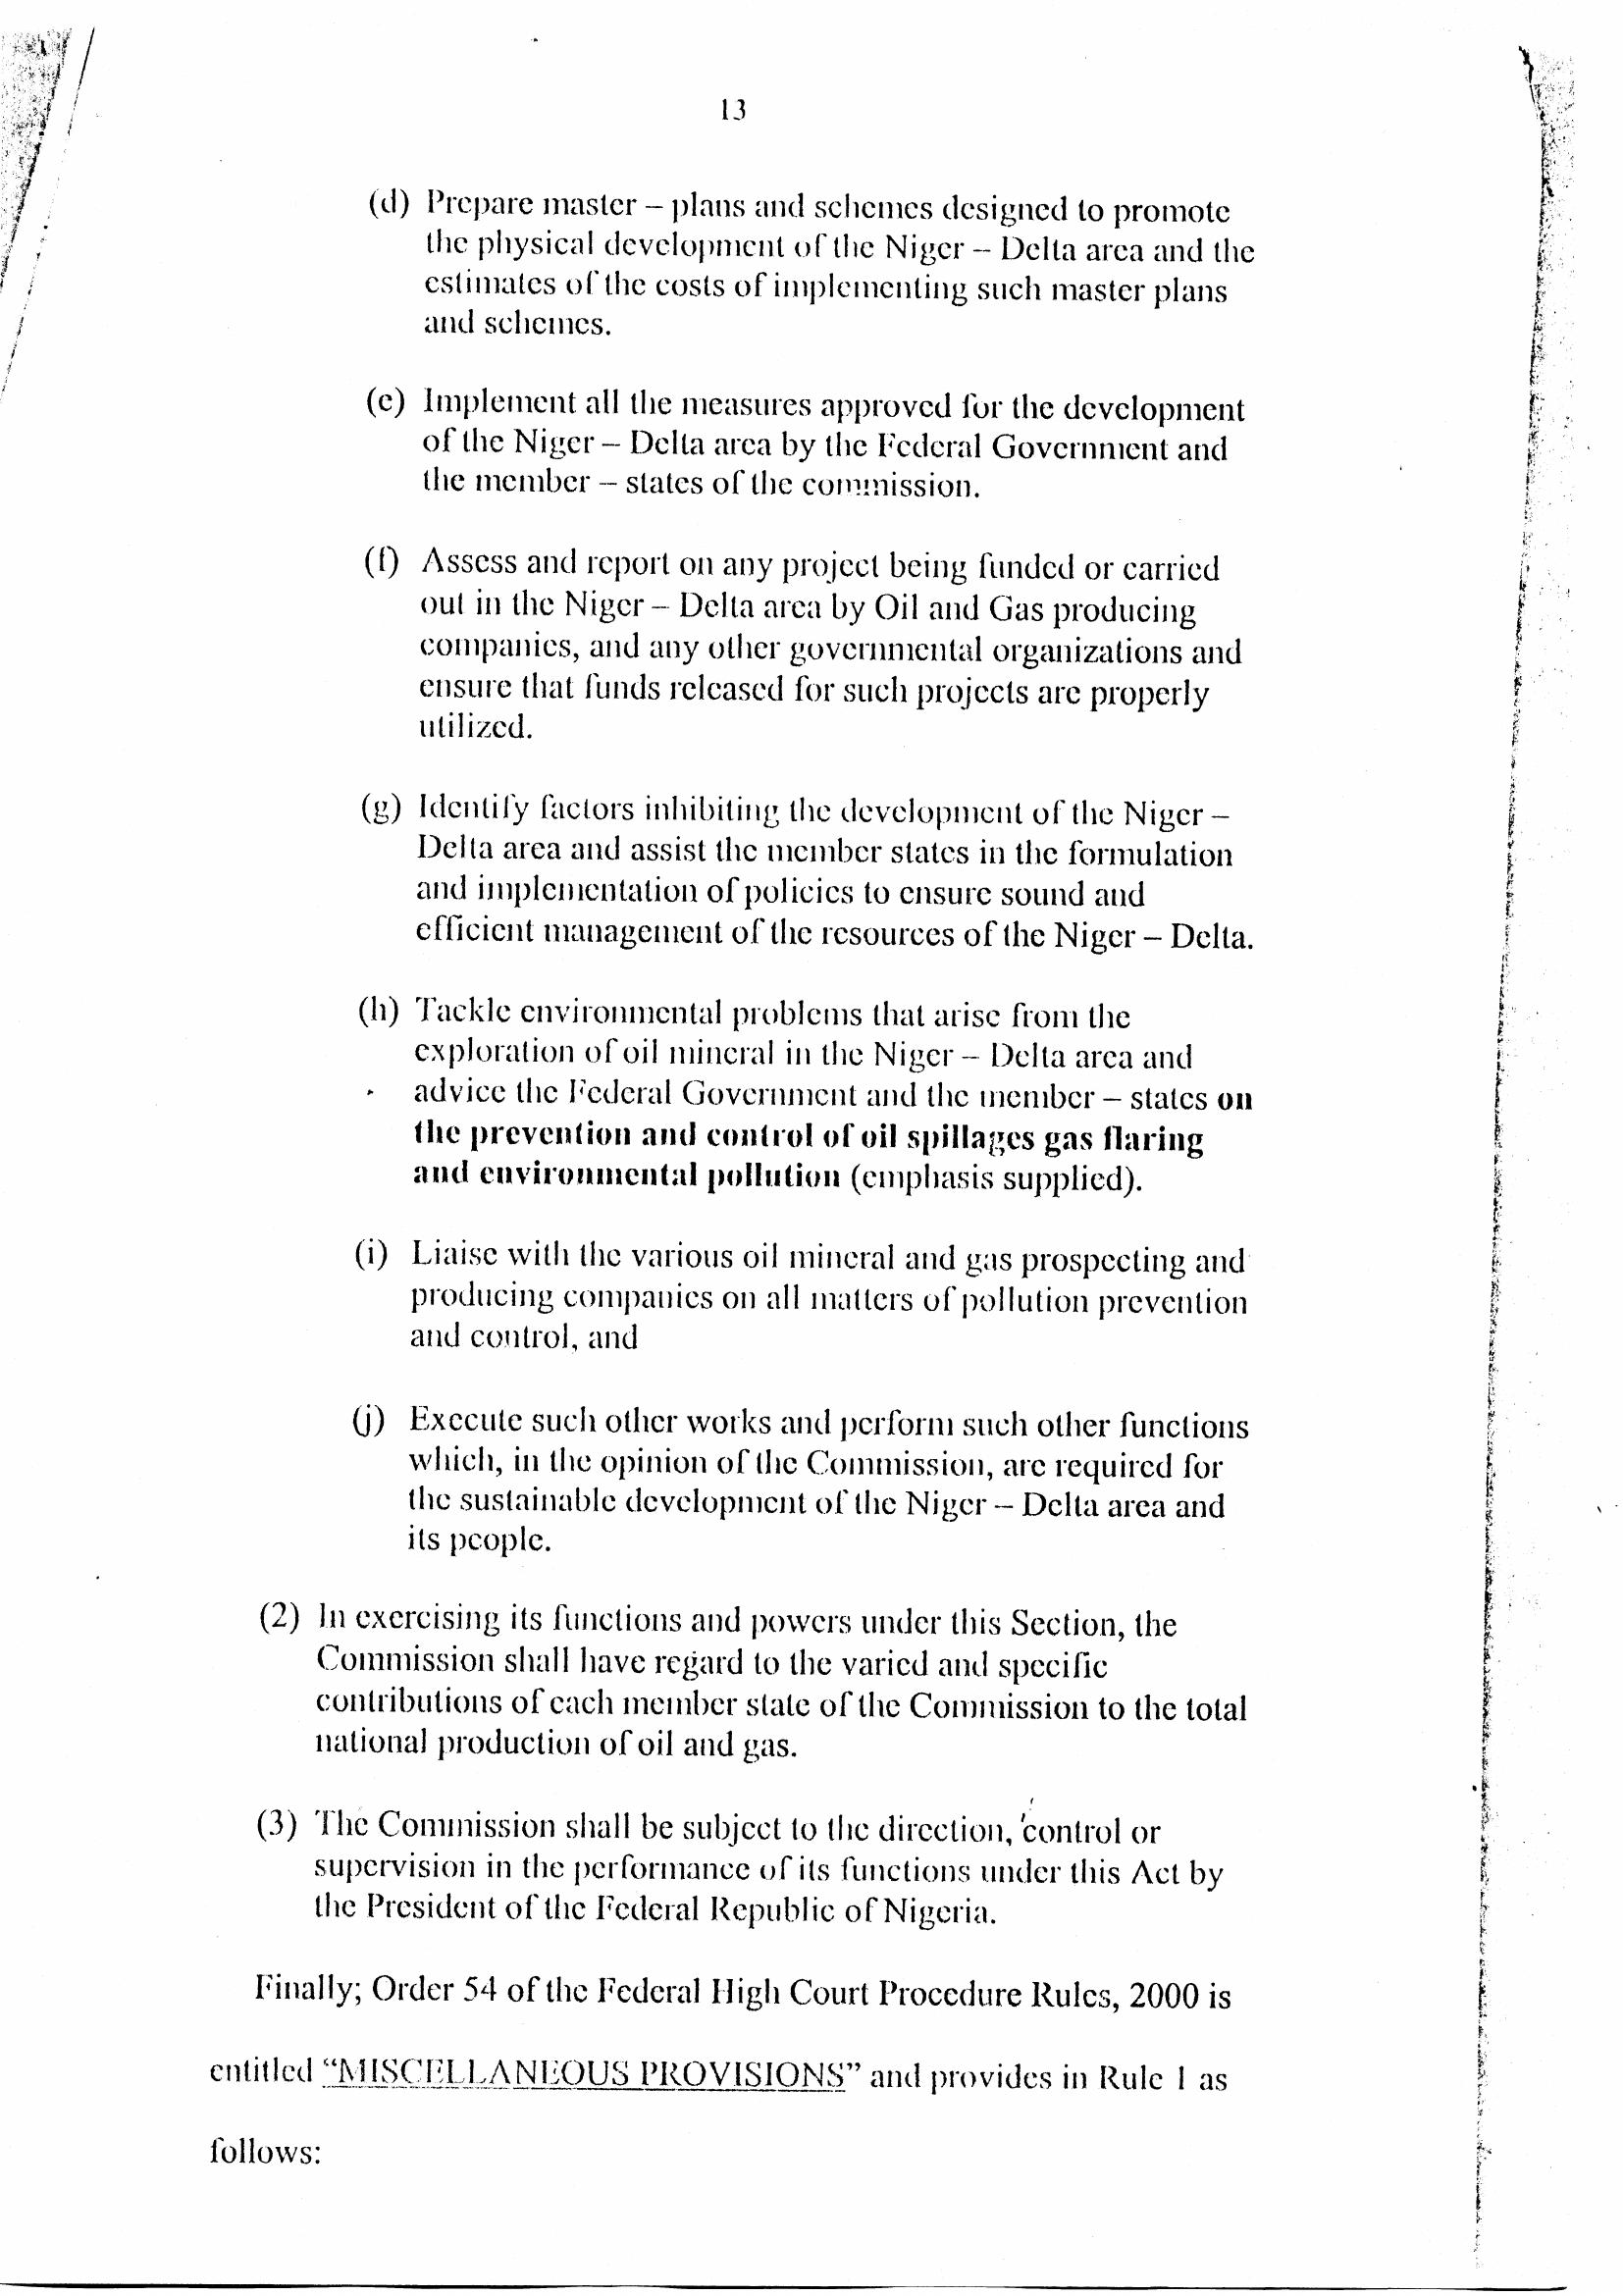 13
(d) Prepare master – plans and schemes designed to promote
the physical development of the Niger – Delta area and the
estimates of the costs of implementing such master plans
and schemes.
(e) Implement all the measures approved for the development
of the Niger – Delta area by the Federal Government and
the member – states of the commission.
(f) Assess and report on any project being funded or carried
out in the Niger – Delta area by Oil and Gas producing
companies, and any other governmental organizations and
ensure that funds released for such projects are properly
utilized.
(g) Identify factors inhibiting the development of the Niger –
Delta area and assist the member states in the formulation
and implementation of policies to ensure sound and
efficient management of the resources of the Niger – Delta.
(h) Tackle environmental problems that arise from the
exploration of oil mineral in the Niger – Delta area and
advice the Federal Government and the member – states on
the prevention and control of oil spillages gas flaring
and environmental pollution (emphasis supplied).
(i) Liaise with the various oil mineral and gas prospecting and
producing companies on all matters of pollution prevention
and control, and
(j) Execute such other works and perform such other functions
which, in the opinion of the Commission, are required for
the sustainable development of the Niger – Delta area and
its people.
(2) In exercising its functions and powers under this Section, the
Commission shall have regard to the varied and specific
contributions of each member state of the Commission to the total
national production of oil and gas.
(3) The Commission shall be subject to the direction, control or
supervision in the performance of its functions under this Act by
the President of the Federal Republic of Nigeria.
Finally; Order 54 of the Federal High Court Procedure Rules, 2000 is
entitled “MISCELLANEOUS PROVISIONS” and provides in Rule 1 as
follows: